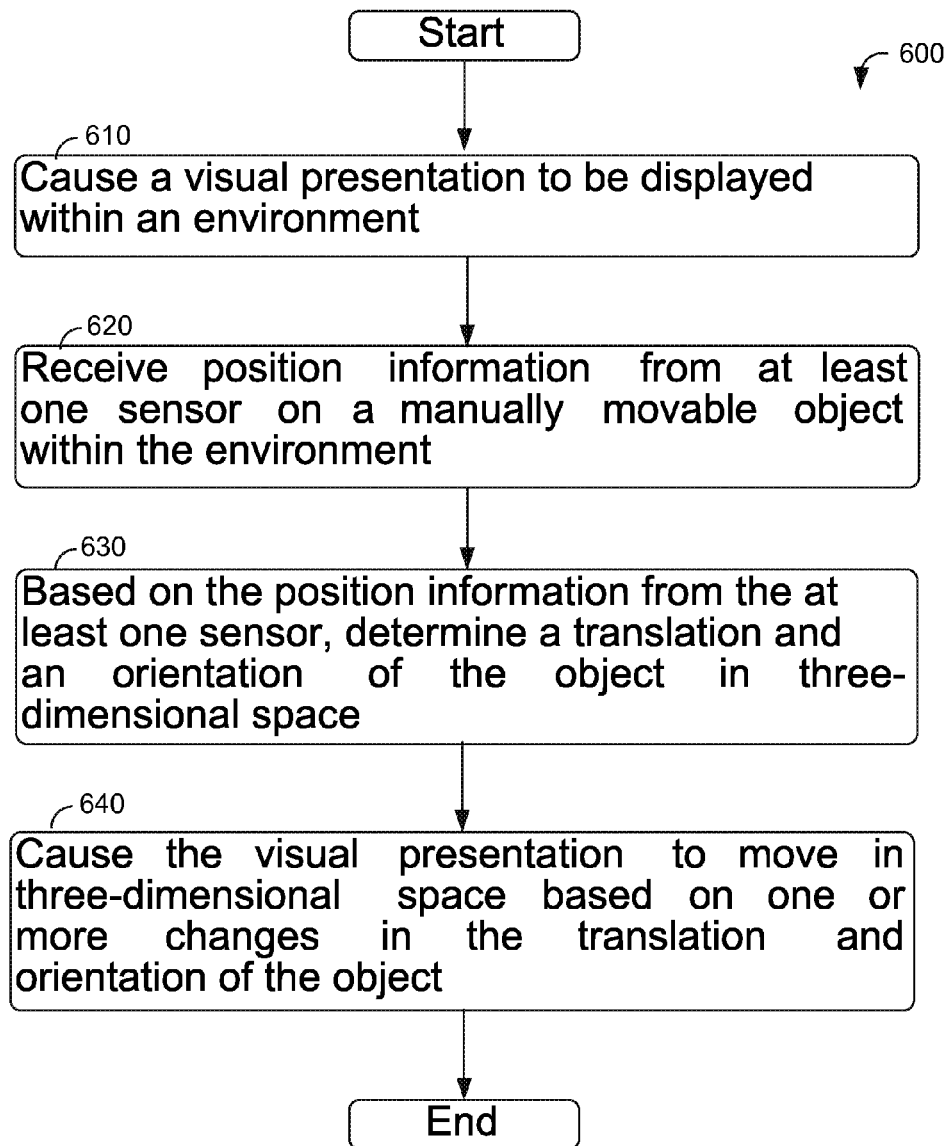 Start
600
610
Cause a visual presentation to be displayed
within an environment
620
Receive position information from at least
one sensor on a manually movable object
within the environment
630
Based on the position information from the at
least one sensor, determine a translation and
an orientation of the object in three-
dimensional space
640
Cause the visual presentation to move in
three-dimensional space based on one or
more changes in the translation and
orientation of the object
End